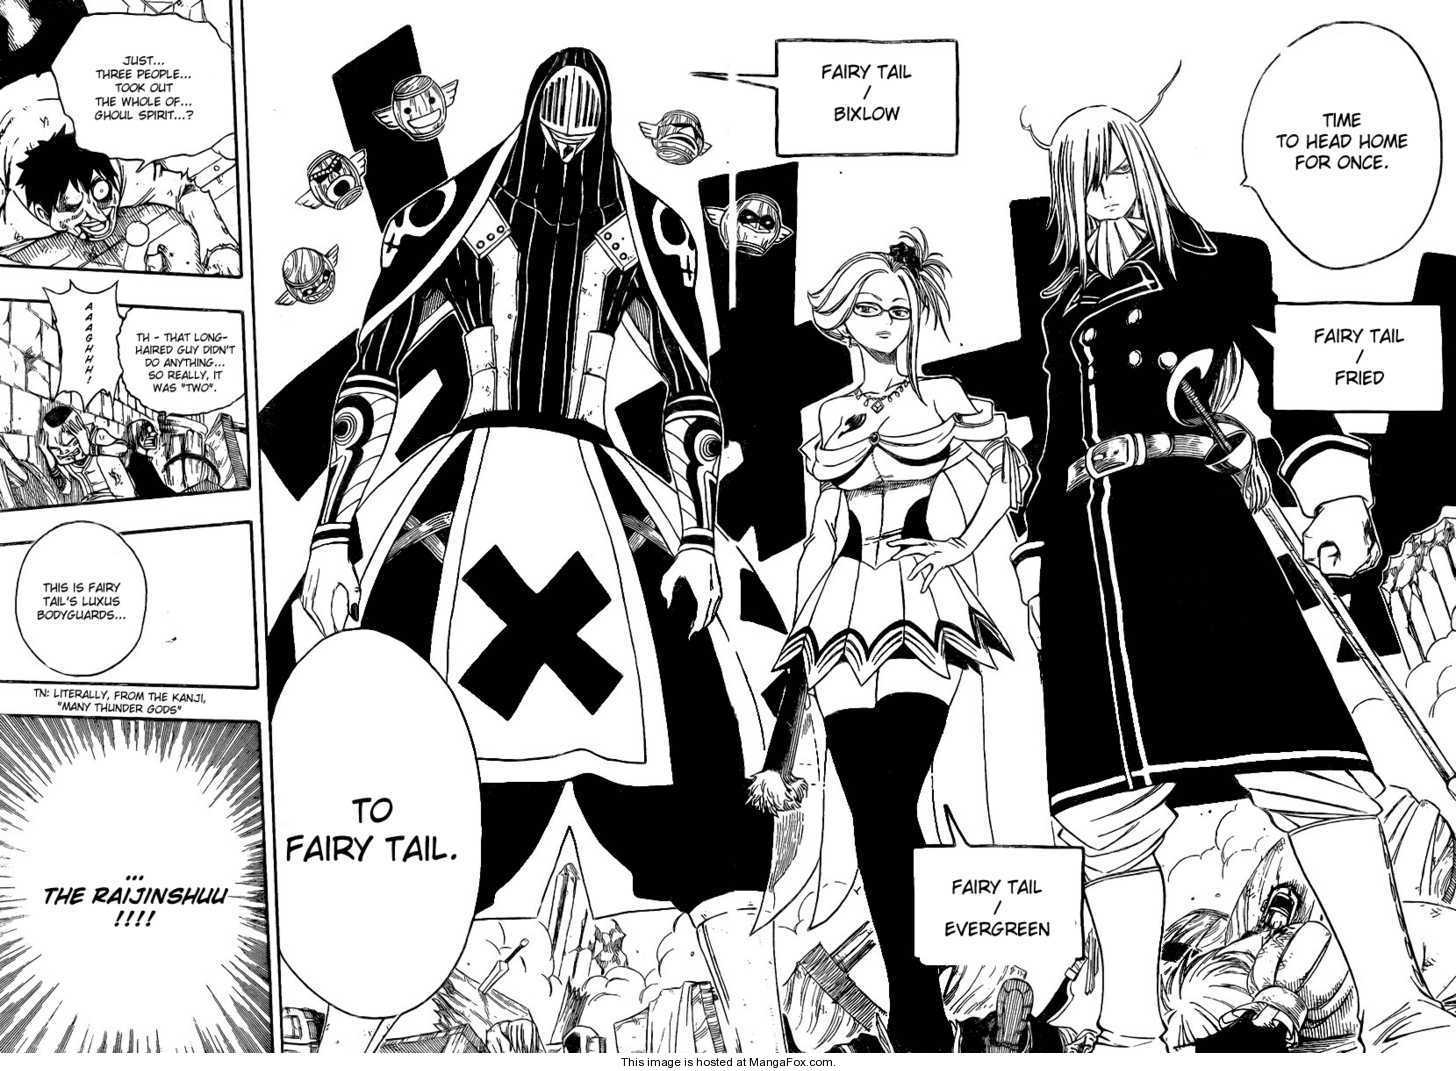 TIME
TO HEAD HOME
FOR ONCE.
FAIRY TAIL
/
FRIED
FAIRY TAIL
/
BIXLOW
FAIRY TAIL
/
EVERGREEN
TO
FAIRY TAIL.
JUST...
THREE PEOPLE...
TOOK OUT
THE WHOLE OF...
GHOUL SPIRIT...?
TH - THAT LONG-
HAIRED GUY DIDN'T
DO ANYTHING...
SO REALLY, IT
WAS "TWO".
AAAGHHH!
THIS IS FAIRY
TAIL'S LUXUS
BODYGUARDS...
TN: LITERALLY, FROM THE KANJI,
"MANY THUNDER GODS"
...
THE RAIJINSHUU
!!!!
This image is hosted at MangaFox.com.